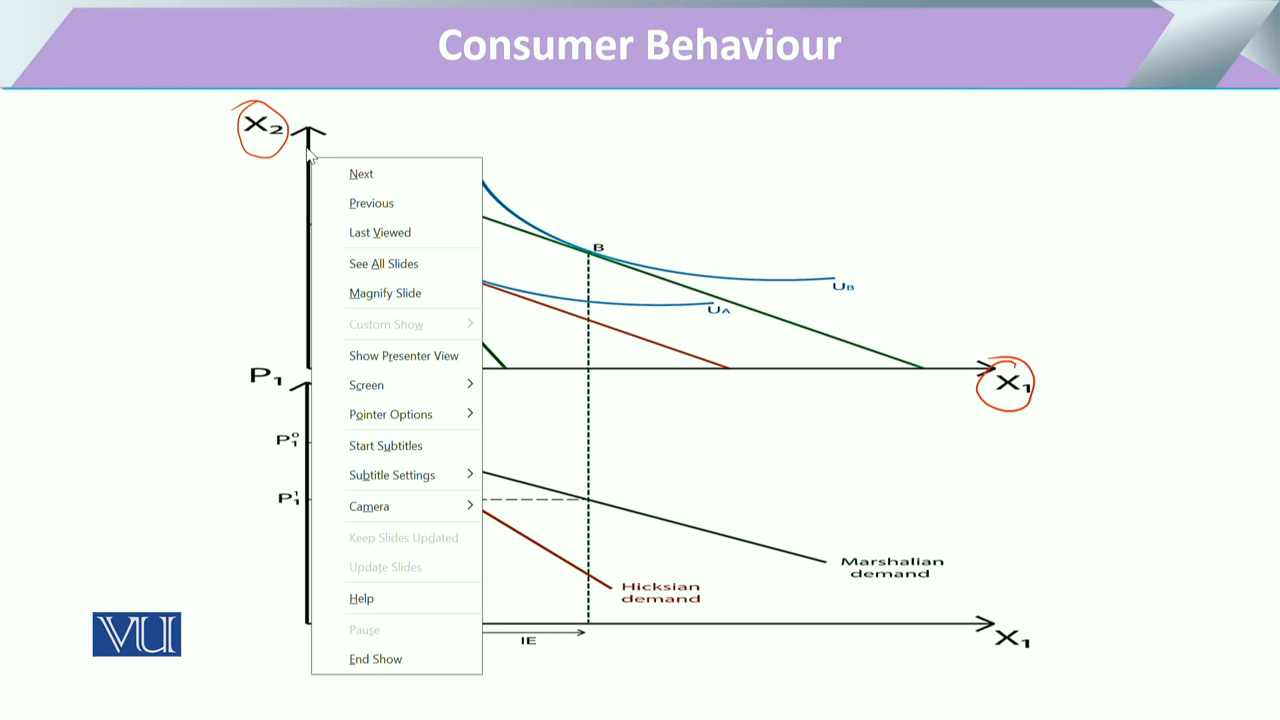 Consumer Behaviour
X₂
Next
Previous
Last Viewed
See All Slides
Magnify Slide
Custom Show
Show Presenter View
Screen
Pointer Options
Start Subtitles
Subtitle Settings
Camera
Keep Slides Updated
Update Slides
Help
Pause
End Show
B
U_B
U_A
X₁
P₁
P₁⁰
P₁¹
Marshalian
demand
Hicksian
demand
IE
X₁
VU